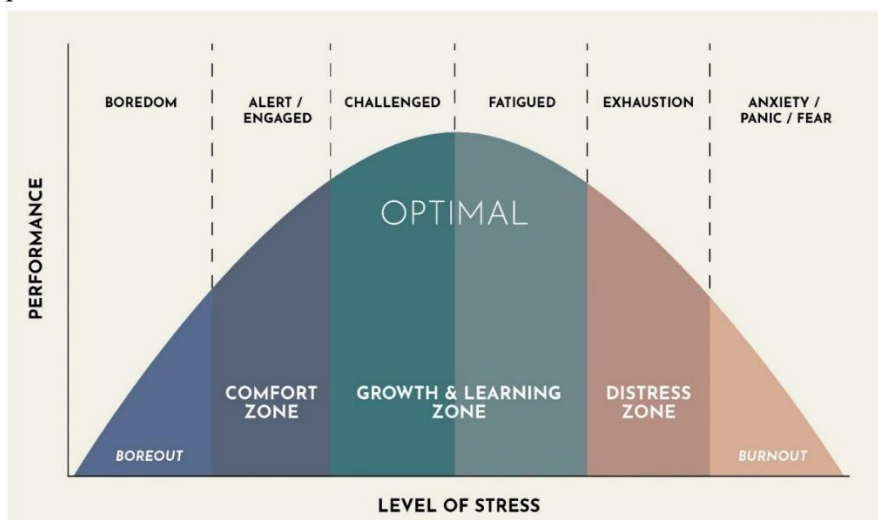 BOREDOM
ALERT /
ENGAGED
CHALLENGED
FATIGUED
EXHAUSTION
ANXIETY /
PANIC / FEAR
PERFORMANCE
OPTIMAL
COMFORT
ZONE
GROWTH & LEARNING
ZONE
DISTRESS
ZONE
BOREOUT
BURNOUT
LEVEL OF STRESS